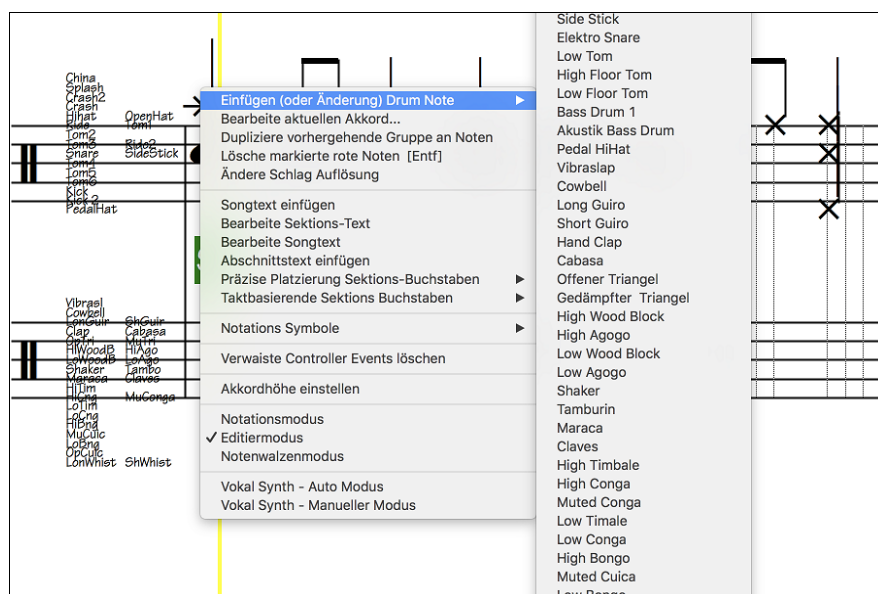 China
Splash
Crash2
Crash
Hihat OpenHat
Ride Tom1
Tom2
Tom3 Ride2
Snare SideStick
Tom4
Tom5
Tom6
Kick
Kick 2
PedalHat
Vibrasl
Cowbell
LonGuir ShGuir
Clap Cabasa
OpTri MuTri
HiWoodB HiAgo
LoWoodB LoAgo
Shaker Tambo
Maraca Claves
HiTim
HiCng MuConga
LoTim
LoCng
HiBng
MuCuic
LoBng
OpCuic
LonWhist ShWhist
Einfügen (oder Änderung) Drum Note
Bearbeite aktuellen Akkord...
Dupliziere vorhergehende Gruppe an Noten
Lösche markierte rote Noten [Entf]
Ändere Schlag Auflösung
Songtext einfügen
Bearbeite Sektions-Text
Bearbeite Songtext
Abschnittstext einfügen
Präzise Platzierung Sektions-Buchstaben
Taktbasierende Sektions Buchstaben
Notations Symbole
Verwaiste Controller Events löschen
Akkordhöhe einstellen
Notationsmodus
Editiermodus
Notenwalzenmodus
Vokal Synth - Auto Modus
Vokal Synth - Manueller Modus
Side Stick
Elektro Snare
Low Tom
High Floor Tom
Low Floor Tom
Bass Drum 1
Akustik Bass Drum
Pedal HiHat
Vibraslap
Cowbell
Long Guiro
Short Guiro
Hand Clap
Cabasa
Offener Triangel
Gedämpfter Triangel
High Wood Block
High Agogo
Low Wood Block
Low Agogo
Shaker
Tamburin
Maraca
Claves
High Timbale
High Conga
Muted Conga
Low Timale
Low Conga
High Bongo
Muted Cuica
Low Bongo